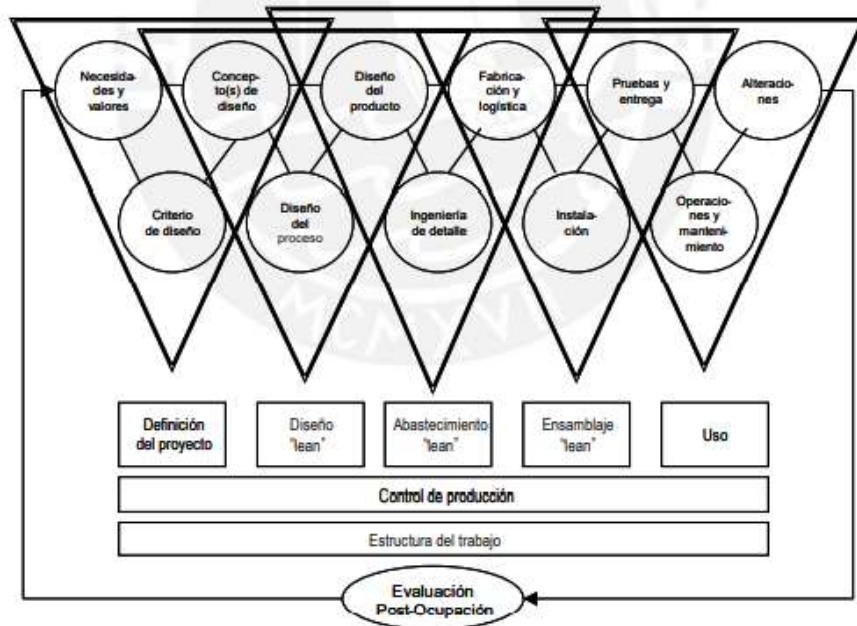 Necesida-
des y
valores
Concep-
to(s) de
diseño
Diseño
del
producto
Fabrica-
ción y
logística
Pruebas y
entrega
Alteracio-
nes
Criterio
de diseño
Diseño
del
proceso
Ingeniería
de detalle
Instala-
ción
Operacio-
nes y
manteni-
miento
MCMXVII
Definición
del proyecto
Diseño
"lean"
Abastecimiento
"lean"
Ensamblaje
"lean"
Uso
Control de producción
Estructura del trabajo
Evaluación
Post-Ocupación